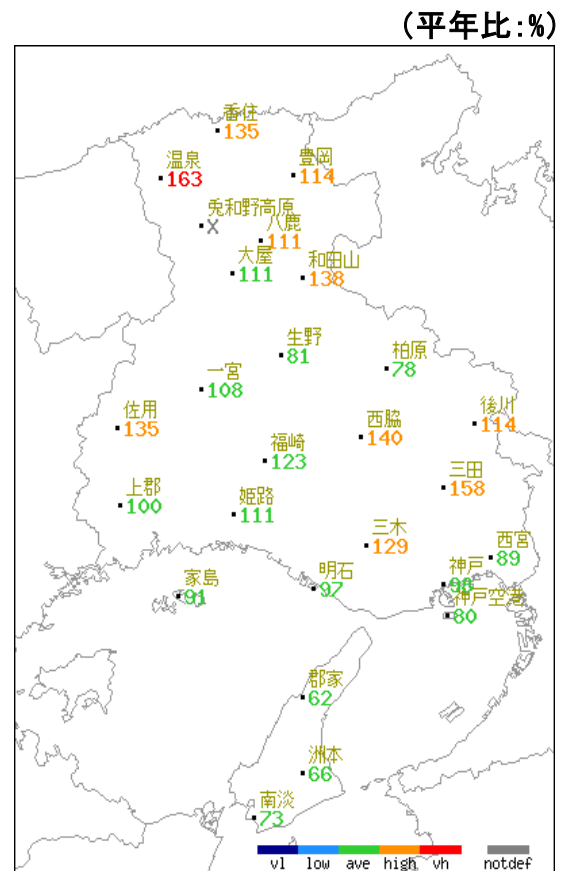 (平年比:%)
香住
135
温泉
163
豊岡
114
兎和野高原
X
八鹿
111
大屋
111
和田山
138
生野
81
柏原
78
一宮
108
佐用
135
西脇
140
後川
114
福崎
123
三田
158
上郡
100
姫路
111
三木
129
西宮
89
神戸
98
家島
91
明石
97
神戸空港
80
郡家
62
洲本
66
南淡
73
vl low ave high vh notdef